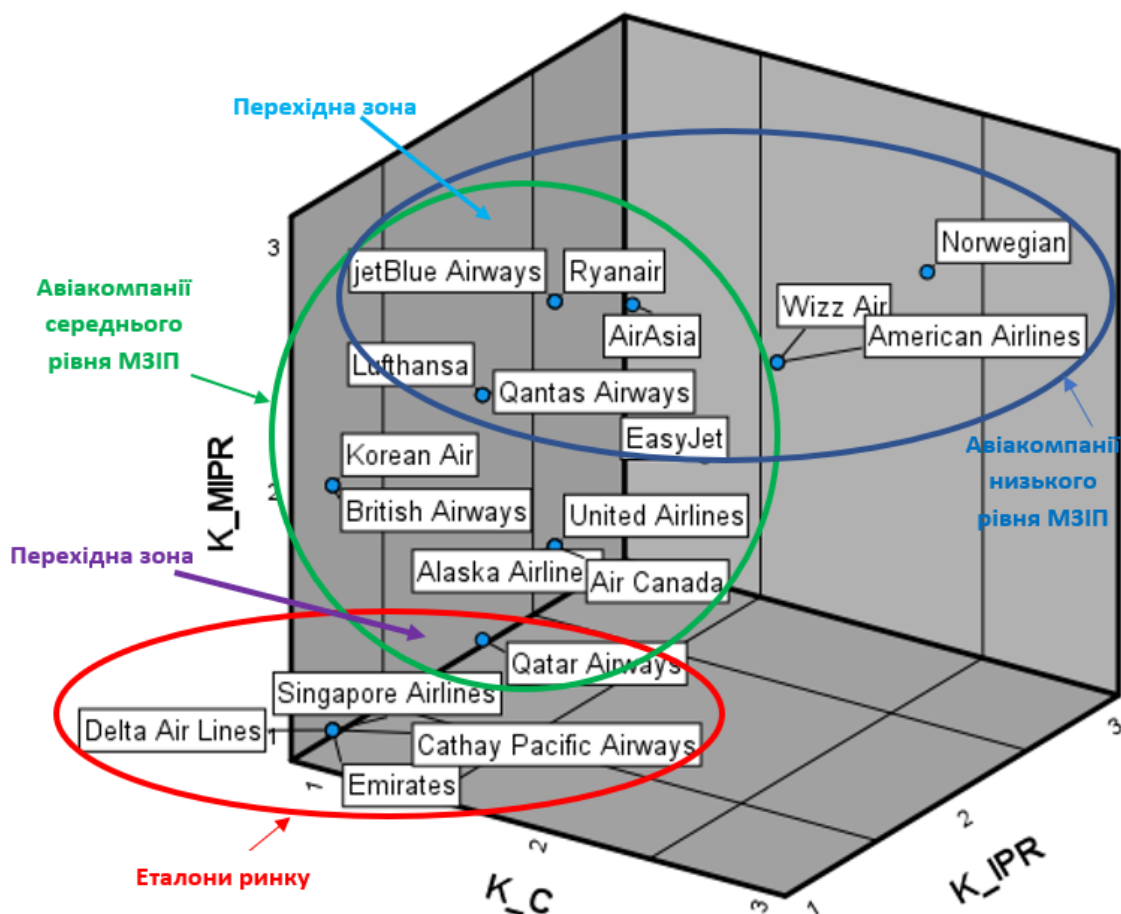 Перехідна зона
3
Norwegian
jetBlue Airways
Ryanair
Авіакомпанії
середнього
рівня МЗІП
Wizz Air
AirAsia
American Airlines
Lufthansa
Qantas Airways
EasyJet
Авіакомпанії
низького
рівня МЗІП
Korean Air
K_MIPR
2
British Airways
United Airlines
Перехідна зона
Alaska Airline
Air Canada
Qatar Airways
Singapore Airlines
Delta Air Lines
1
Cathay Pacific Airways
Emirates
1
2
3
K_C
1
2
3
K_IPR
Еталони ринку